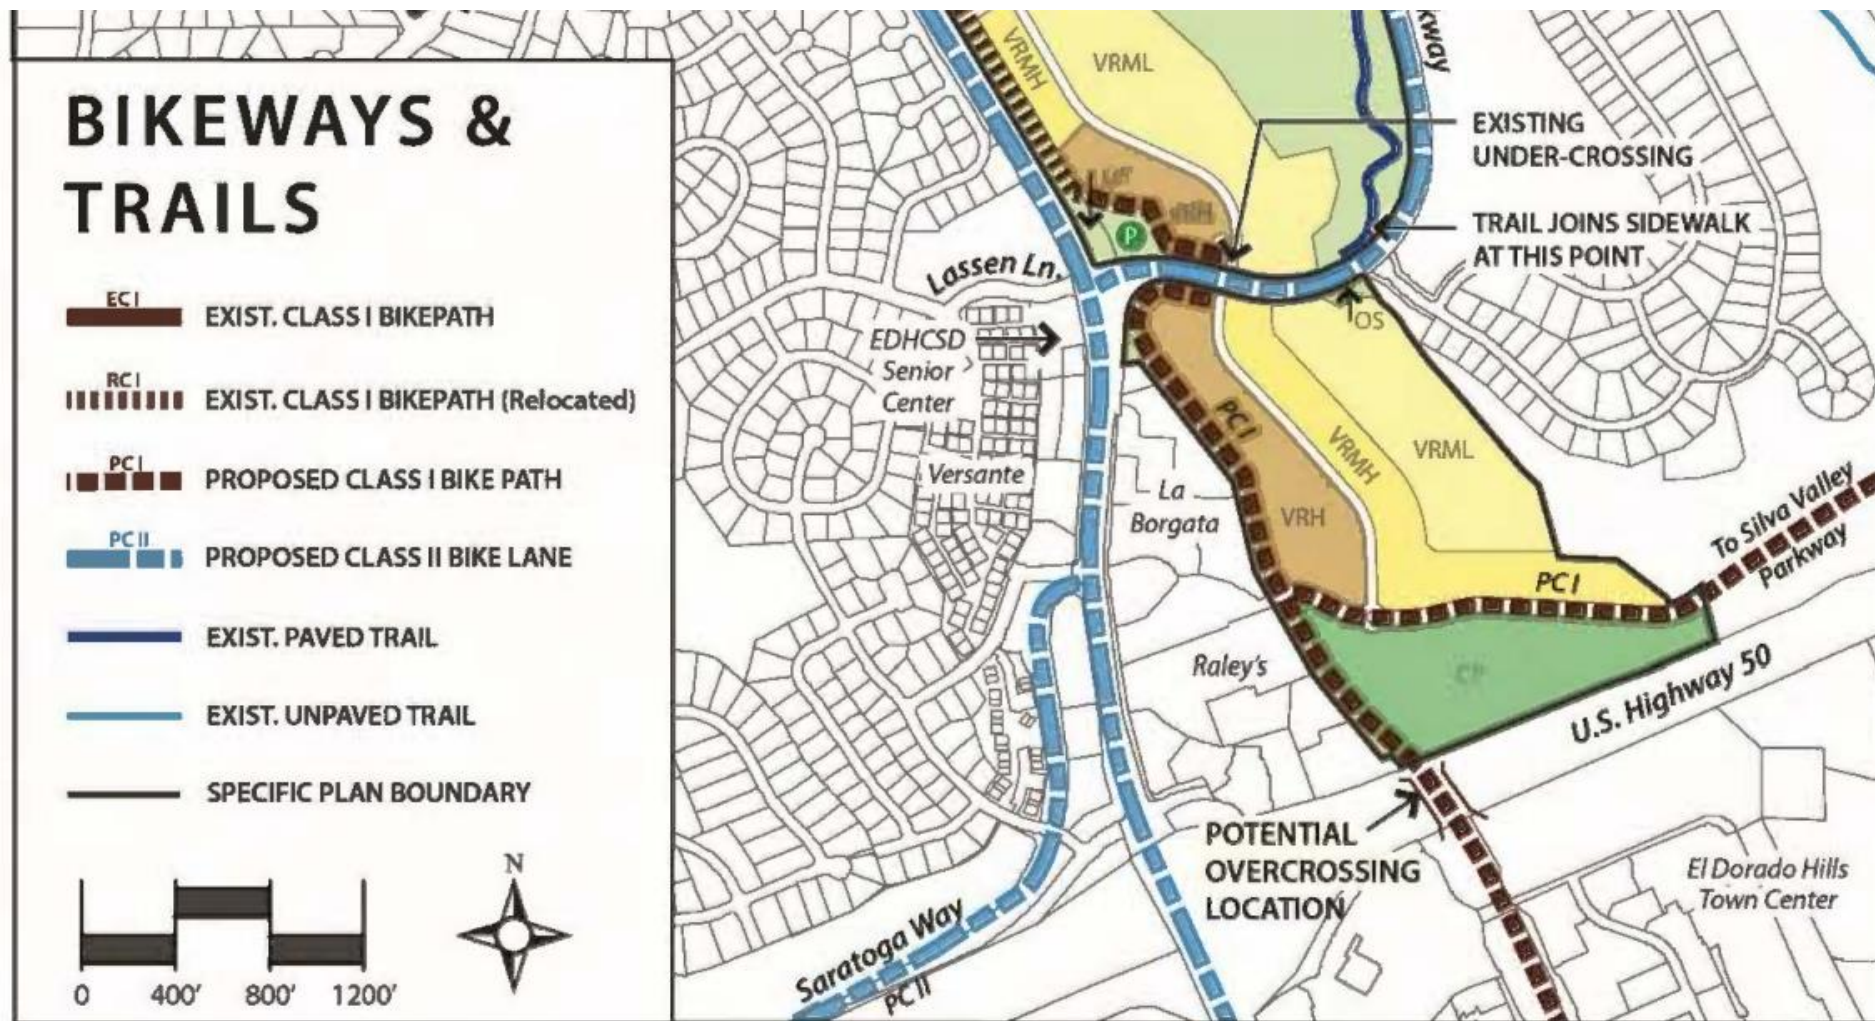 BIKEWAYS &
TRAILS
EC I
EXIST. CLASS I BIKEPATH
RC I
EXIST. CLASS I BIKEPATH (Relocated)
PC I
PROPOSED CLASS I BIKE PATH
PC II
PROPOSED CLASS II BIKE LANE
EXIST. PAVED TRAIL
EXIST. UNPAVED TRAIL
SPECIFIC PLAN BOUNDARY
0 400' 800' 1200'
N
VRMH
VRML
kway
EXISTING
UNDER-CROSSING
P
TRAIL JOINS SIDEWALK
AT THIS POINT
Lassen Ln.
OS
EDHCSD
Senior
Center
PC I
VRMH
VRML
Versante
La
Borgata
VRH
To Silva Valley
Parkway
PC I
Raley's
U.S. Highway 50
POTENTIAL
OVERCROSSING
LOCATION
El Dorado Hills
Town Center
Saratoga Way
PC II